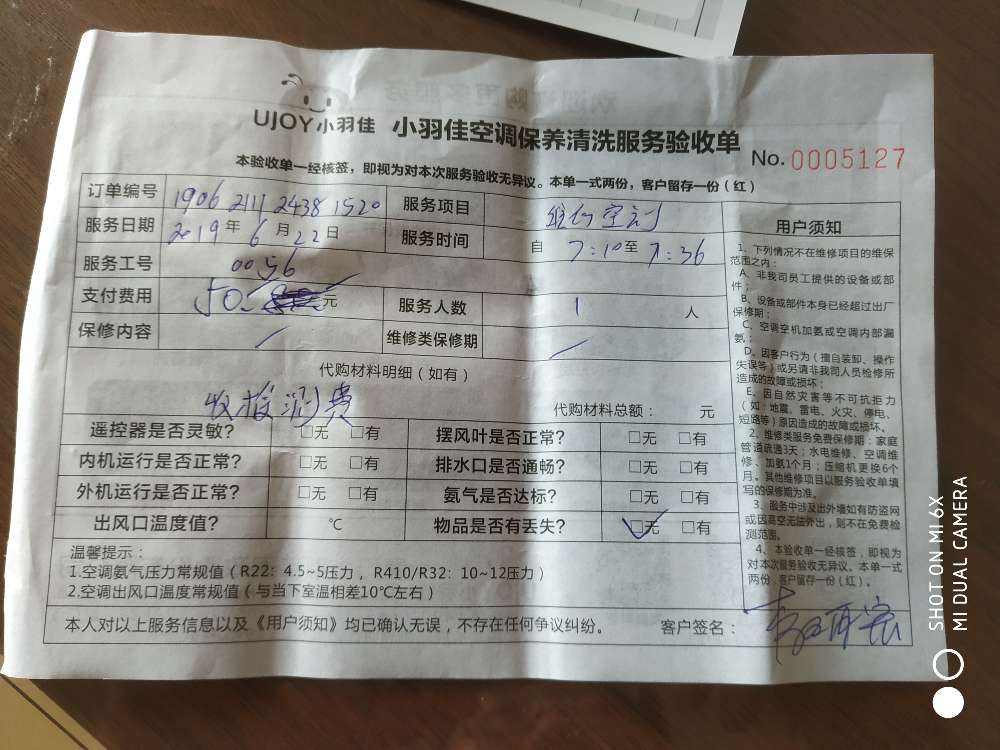 UJOY小羽佳 小羽佳空调保养清洗服务验收单
No. 0005127
本验收单一经核签，即视为对本次服务验收无异议。本单一式两份，客户留存一份（红）
订单编号 1906 2111 2438 1520 服务项目
服务日期 2019 年 6 月 22 日 服务时间 自 7:10 至 7:36
服务工号 0056
支付费用 50. 元 服务人数 1 人
保修内容 / 维修类保修期 /
代购材料明细（如有）
收检测费 代购材料总额： 元
遥控器是否灵敏? □无 □有 摆风叶是否正常? □无 □有
内机运行是否正常? □无 □有 排水口是否通畅? □无 □有
外机运行是否正常? □无 □有 氨气是否达标? □无 □有
出风口温度值? ℃ 物品是否有丢失? □无 □有
温馨提示：
1.空调氨气压力常规值（R22：4.5~5压力，R410/R32：10~12压力）
2.空调出风口温度常规值（与当下室温相差10℃左右）
本人对以上服务信息以及《用户须知》均已确认无误，不存在任何争议纠纷。 客户签名：
用户须知
1、下列情况不在维修项目的维保
范围之内：
A、非我司员工提供的设备或部
件；
B、设备或部件本身已经超过出厂
保修期；
C、空调空机加氨或空调内部漏
氨；
D、因客户行为（擅自装卸、操作
失误等）或另请非我司人员检修所
造成的故障或损坏；
E、因自然灾害等不可抗拒力
（如：地震、雷电、火灾、停电、
短路等）原因造成的故障或损坏。
2、维修类服务免费保修期：家庭
管道疏通3天；水电维修、空调维
修、加氨1个月；压缩机更换6个
月。其他维修项目以服务验收单填
写的保修期为准。
3、服务中涉及出外墙如有防盗网
或因高空无法外出，则不在免费检
测范围。
4、本验收单一经核签，即视为
对本次服务验收无异议。本单一式
两份，客户留存一份（红）。
SHOT ON MI 6X
MI DUAL CAMERA